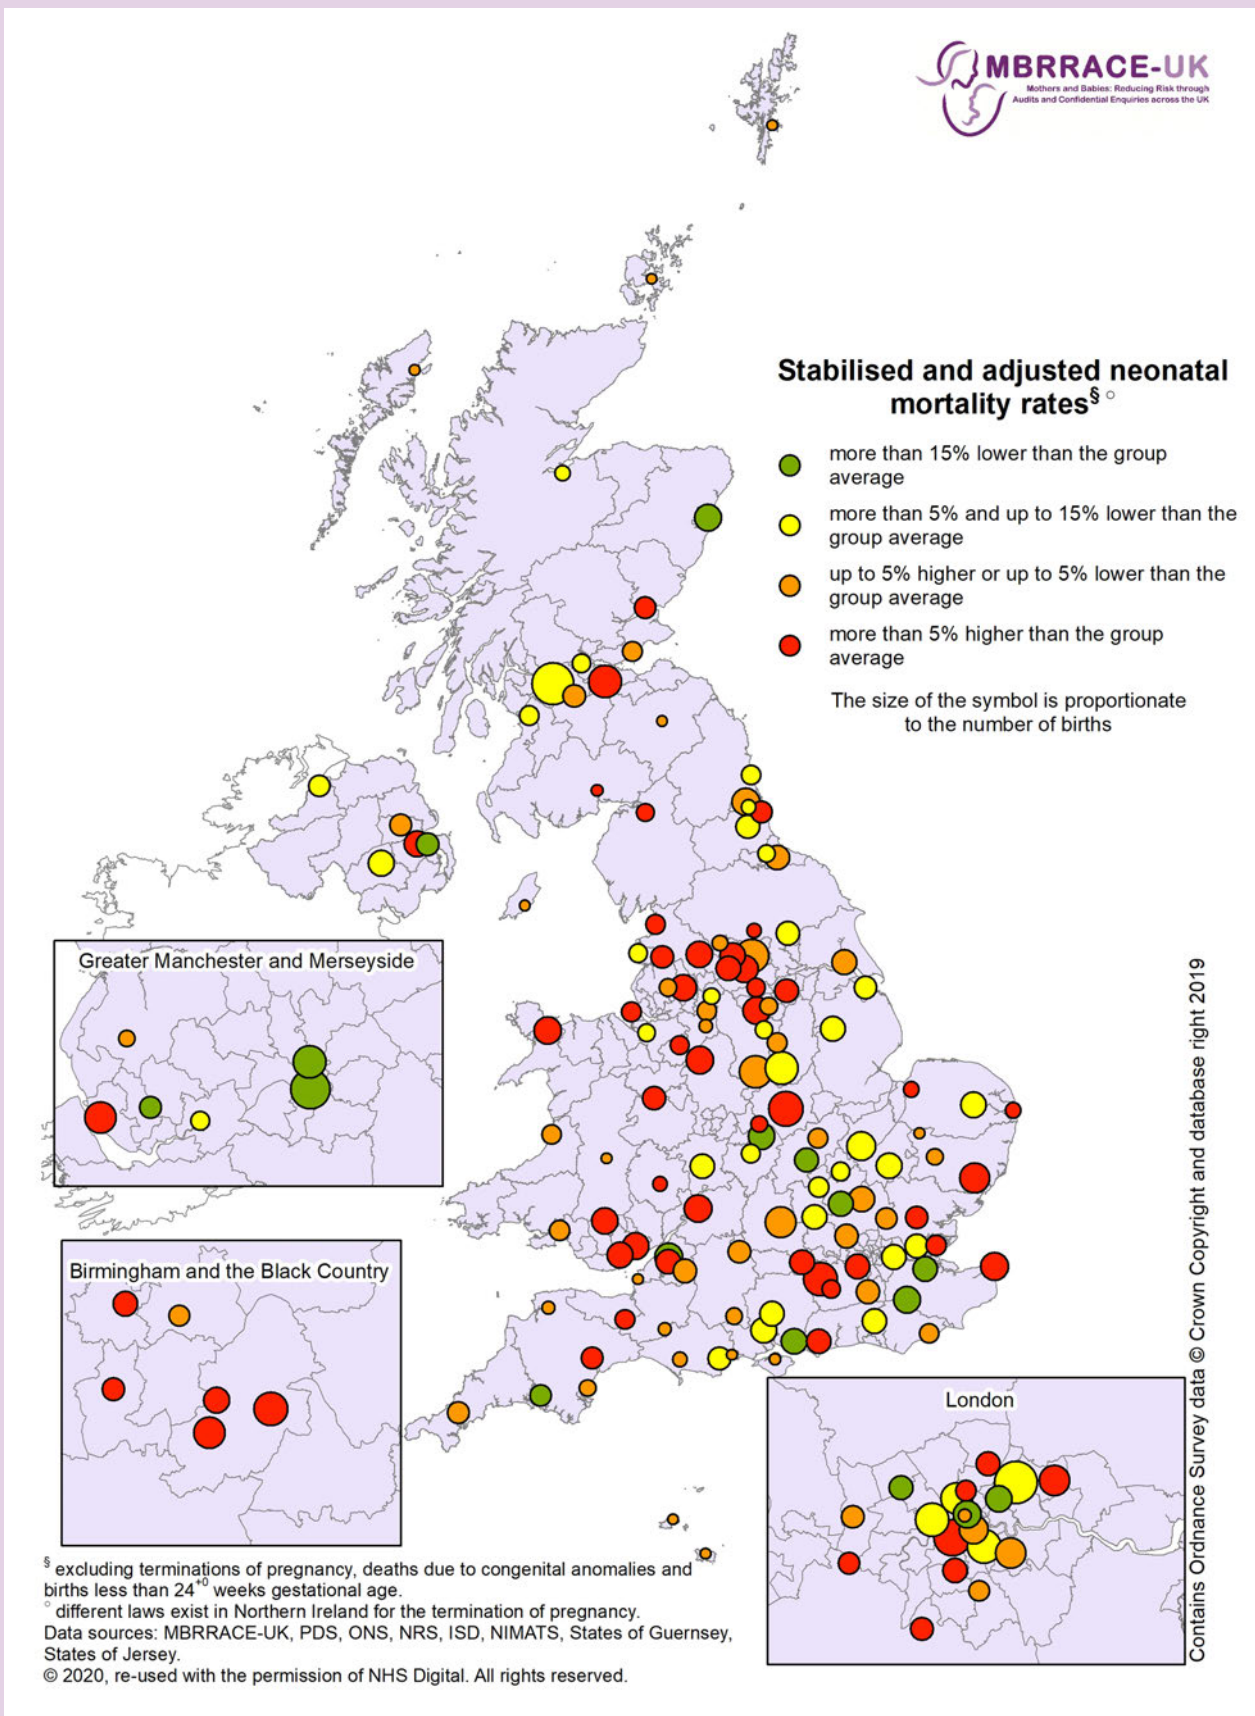 MBRRACE-UK
Mothers and Babies: Reducing Risk through
Audits and Confidential Enquiries across the UK
Stabilised and adjusted neonatal
mortality rates§ ○
more than 15% lower than the group
average
more than 5% and up to 15% lower than the
group average
up to 5% higher or up to 5% lower than the
group average
more than 5% higher than the group
average
The size of the symbol is proportionate
to the number of births
Greater Manchester and Merseyside
Birmingham and the Black Country
London
§ excluding terminations of pregnancy, deaths due to congenital anomalies and
births less than 24+0 weeks gestational age.
○ different laws exist in Northern Ireland for the termination of pregnancy.
Data sources: MBRRACE-UK, PDS, ONS, NRS, ISD, NIMATS, States of Guernsey,
States of Jersey.
© 2020, re-used with the permission of NHS Digital. All rights reserved.
Contains Ordnance Survey data © Crown Copyright and database right 2019